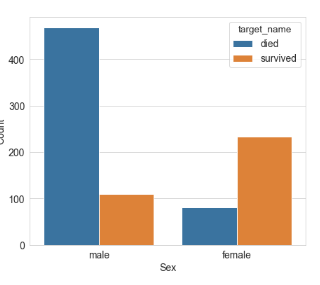 target_name
died
survived
400
300
200
100
0
Count
male
female
Sex